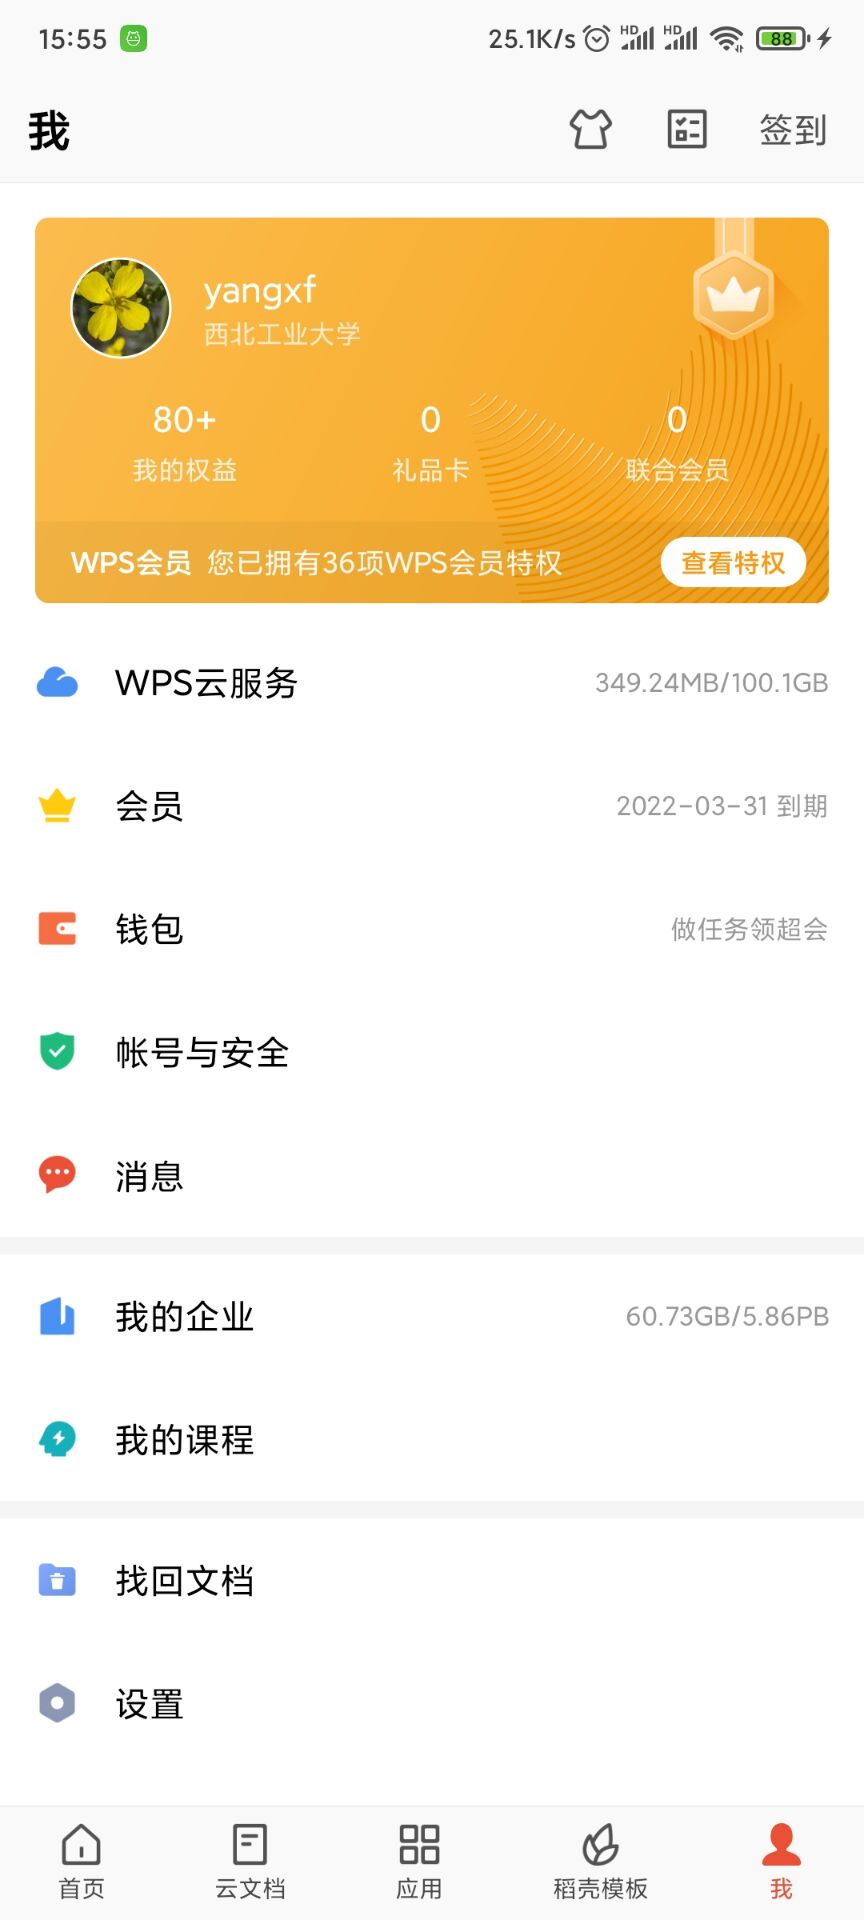 15:55
25.1K/s HD HD 88
我
签到
yangxf
西北工业大学
80+ 0 0
我的权益 礼品卡 联合会员
WPS会员 您已拥有36项WPS会员特权 查看特权
WPS云服务 349.24MB/100.1GB
会员 2022-03-31 到期
钱包 做任务领超会
帐号与安全
消息
我的企业 60.73GB/5.86PB
我的课程
找回文档
设置
首页 云文档 应用 稻壳模板 我